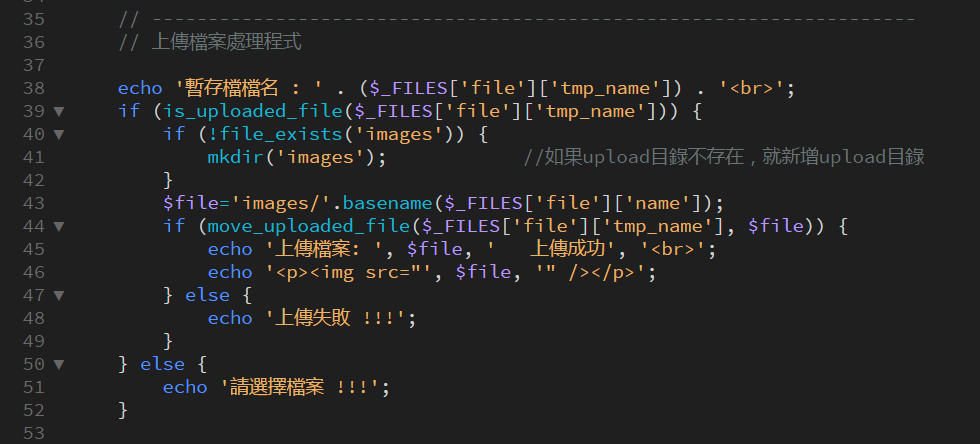 35 // --------------------------------------------------------------------
36 // 上傳檔案處理程式
37
38 echo '暫存檔檔名 : ' . ($_FILES['file']['tmp_name']) . '<br>';
39 ▼ if (is_uploaded_file($_FILES['file']['tmp_name'])) {
40 ▼ if (!file_exists('images')) {
41 mkdir('images'); //如果upload目錄不存在，就新增upload目錄
42 }
43 $file='images/'.basename($_FILES['file']['name']);
44 ▼ if (move_uploaded_file($_FILES['file']['tmp_name'], $file)) {
45 echo '上傳檔案: ', $file, '   上傳成功', '<br>';
46 echo '<p><img src="', $file, '" /></p>';
47 ▼ } else {
48 echo '上傳失敗 !!!';
49 }
50 ▼ } else {
51 echo '請選擇檔案 !!!';
52 }
53